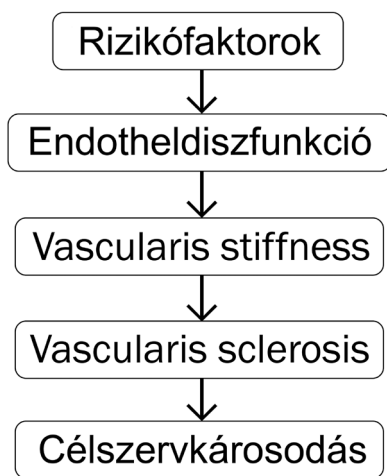 Rizikófaktorok
Endotheldiszfunkció
Vascularis stiffness
Vascularis sclerosis
Célszervkárosodás